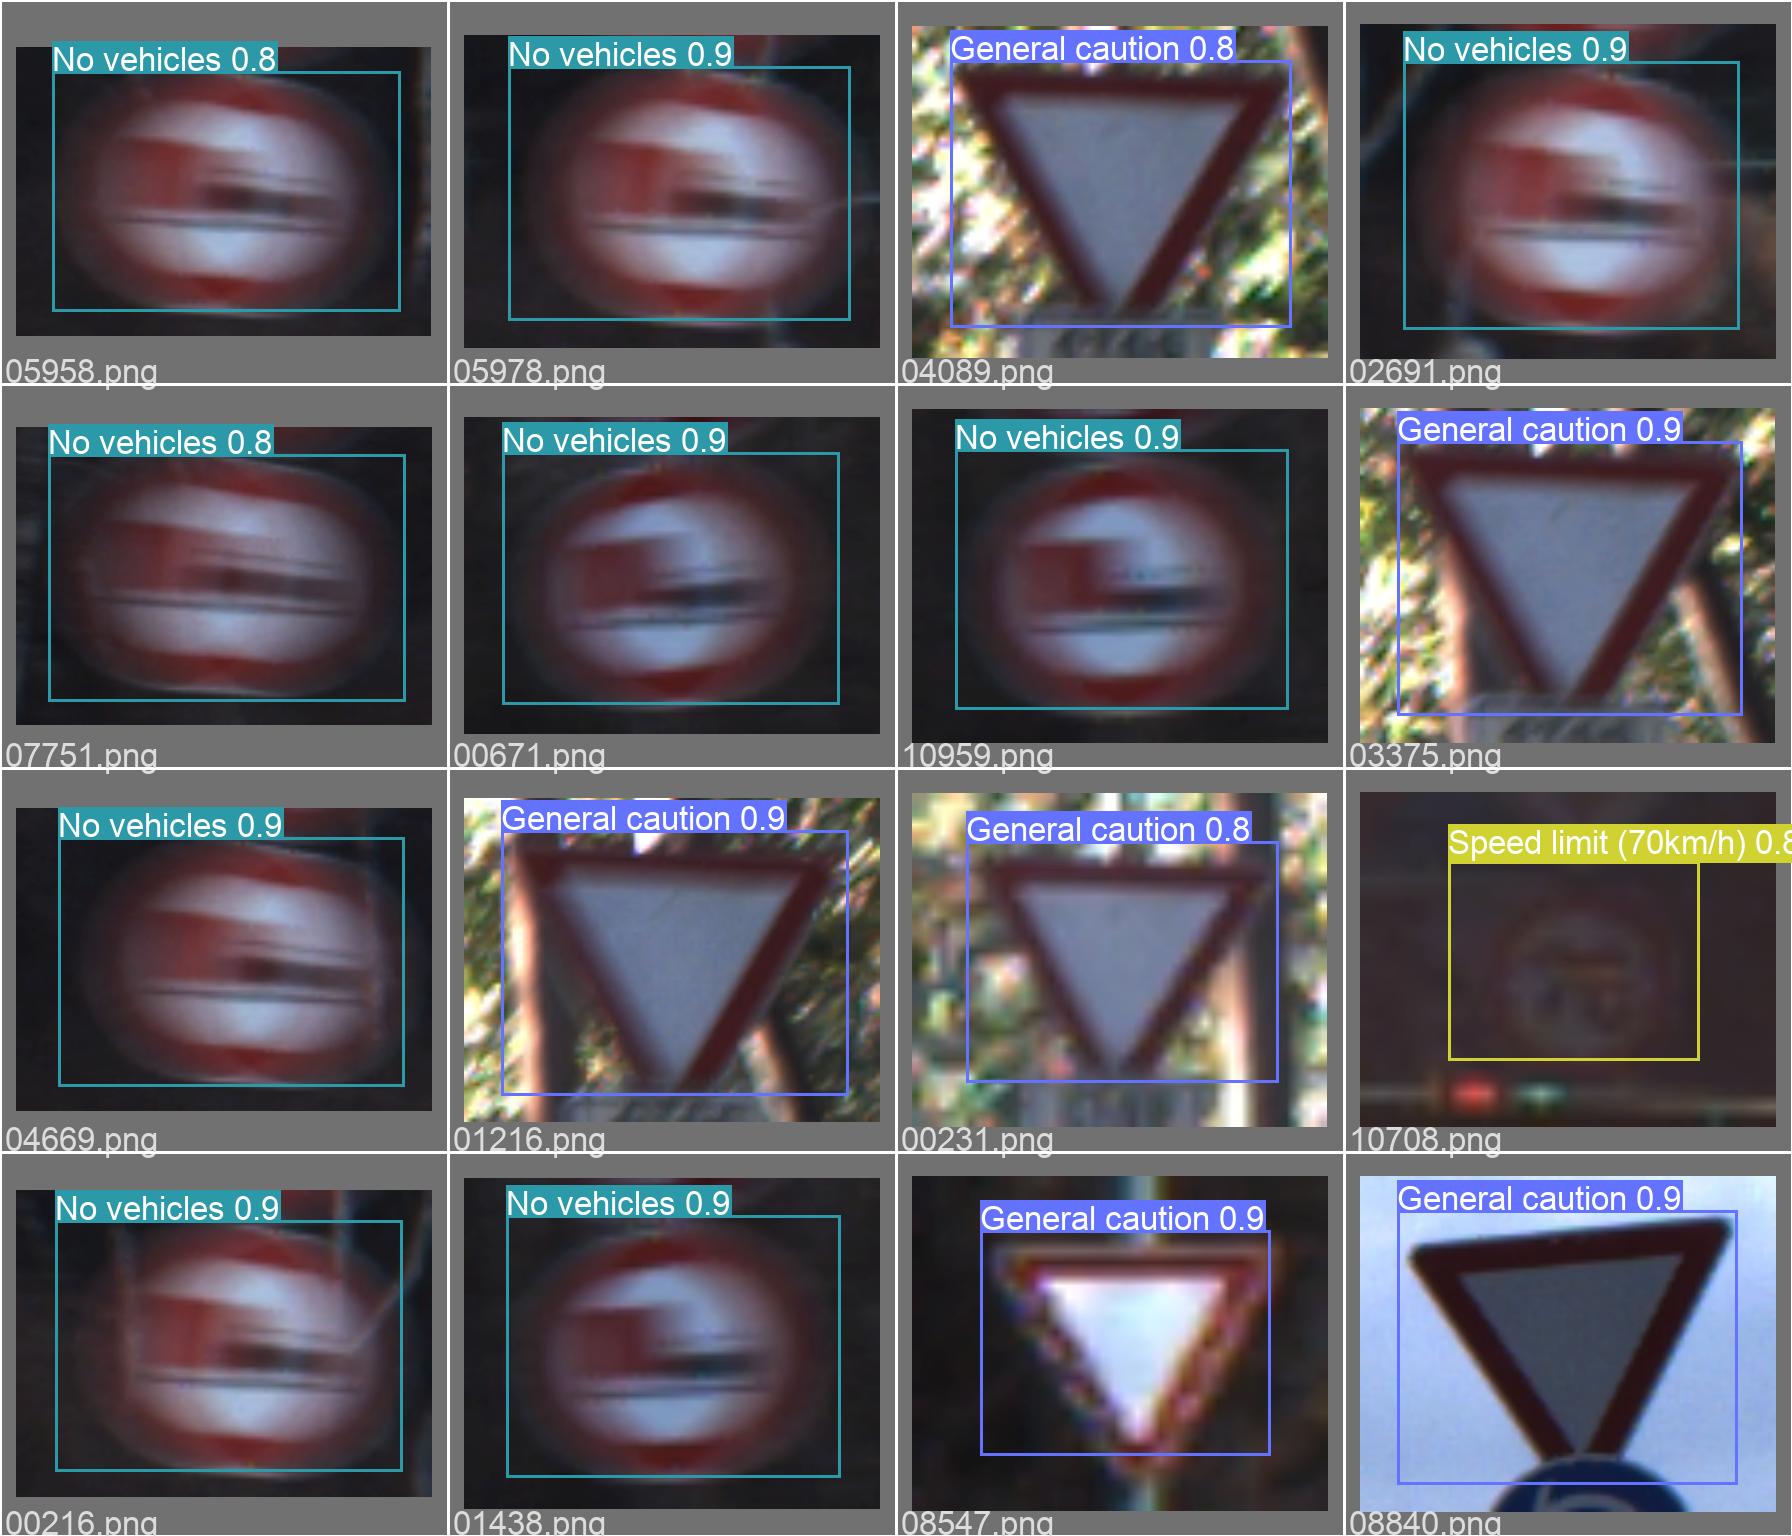 No vehicles 0.8
No vehicles 0.9
General caution 0.8
No vehicles 0.9
05958.png
05978.png
04089.png
02691.png
No vehicles 0.8
No vehicles 0.9
No vehicles 0.9
General caution 0.9
07751.png
00671.png
10959.png
03375.png
No vehicles 0.9
General caution 0.9
General caution 0.8
Speed limit (70km/h) 0.8
04669.png
01216.png
00231.png
10708.png
No vehicles 0.9
No vehicles 0.9
General caution 0.9
General caution 0.9
00216.png
01438.png
08547.png
08840.png